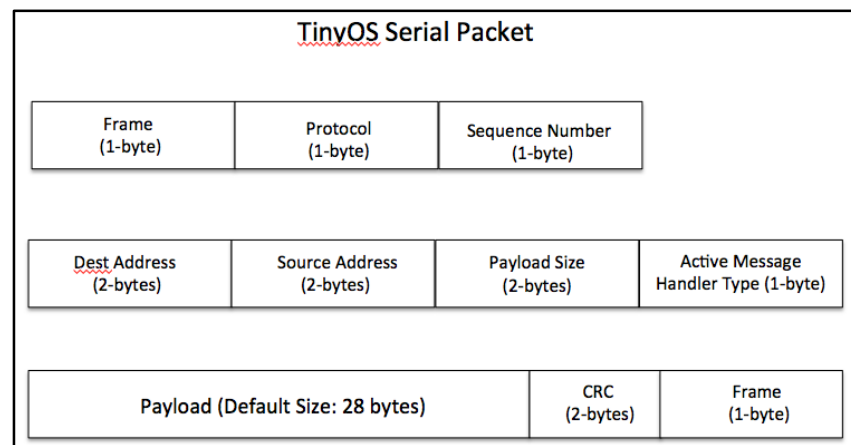 TinyOS Serial Packet
Frame
(1-byte)
Protocol
(1-byte)
Sequence Number
(1-byte)
Dest Address
(2-bytes)
Source Address
(2-bytes)
Payload Size
(2-bytes)
Active Message
Handler Type (1-byte)
Payload (Default Size: 28 bytes)
CRC
(2-bytes)
Frame
(1-byte)